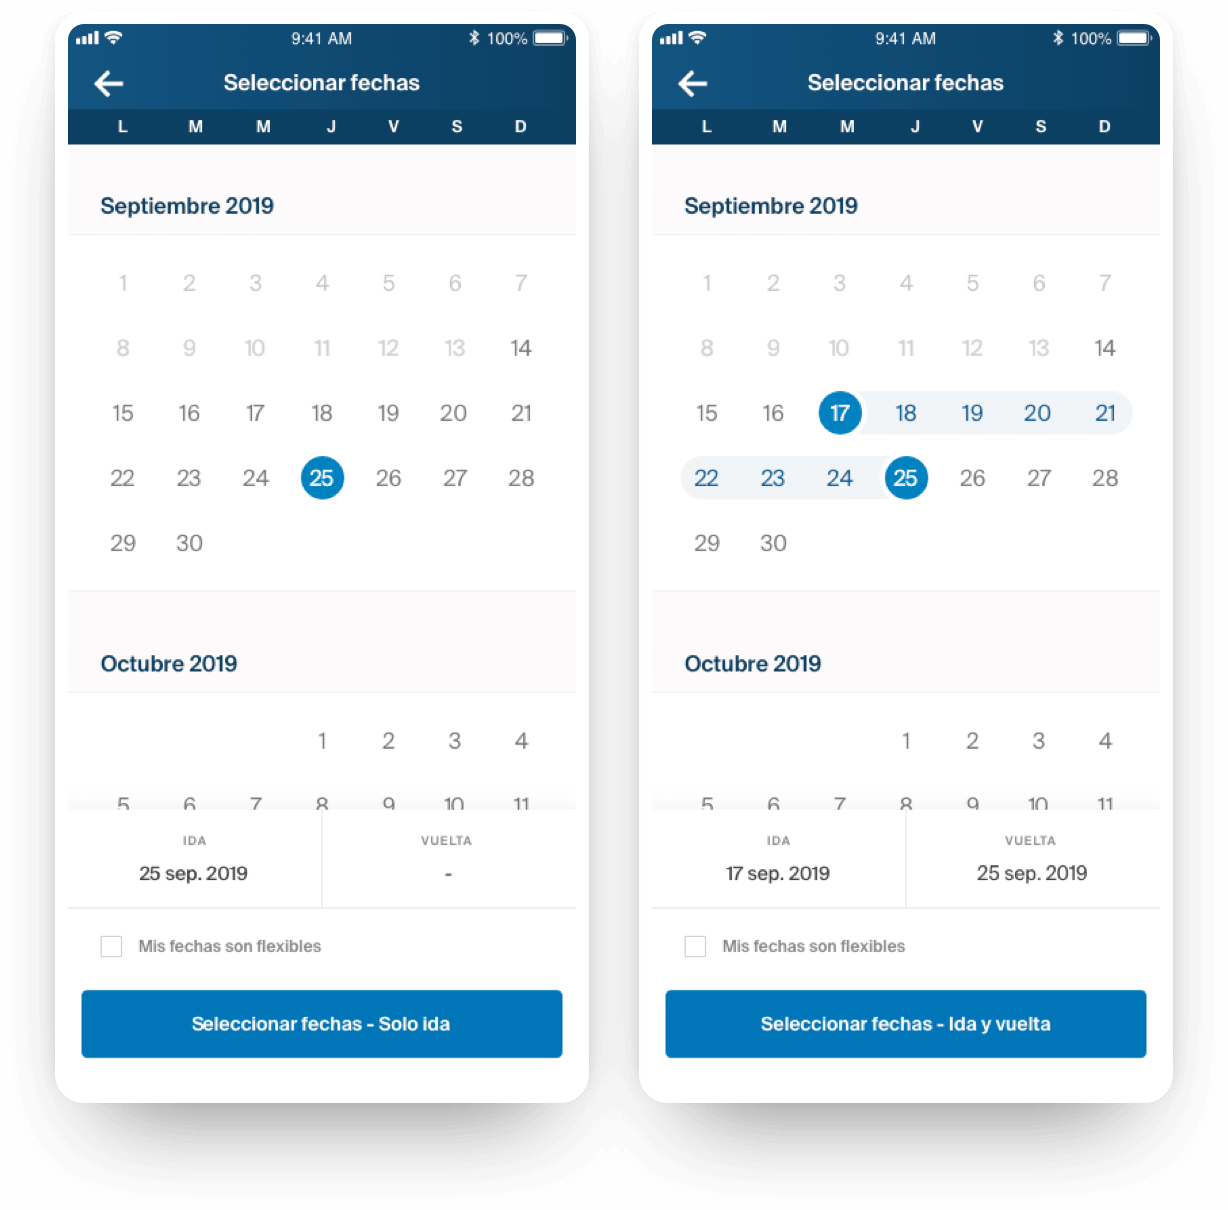 9:41 AM 100%
Seleccionar fechas
L M M J V S D
Septiembre 2019
1 2 3 4 5 6 7
8 9 10 11 12 13 14
15 16 17 18 19 20 21
22 23 24 25 26 27 28
29 30
Octubre 2019
1 2 3 4
5 6 7 8 9 10 11
IDA VUELTA
25 sep. 2019 -
Mis fechas son flexibles
Seleccionar fechas - Solo ida
9:41 AM 100%
Seleccionar fechas
L M M J V S D
Septiembre 2019
1 2 3 4 5 6 7
8 9 10 11 12 13 14
15 16 17 18 19 20 21
22 23 24 25 26 27 28
29 30
Octubre 2019
1 2 3 4
5 6 7 8 9 10 11
IDA VUELTA
17 sep. 2019 25 sep. 2019
Mis fechas son flexibles
Seleccionar fechas - Ida y vuelta